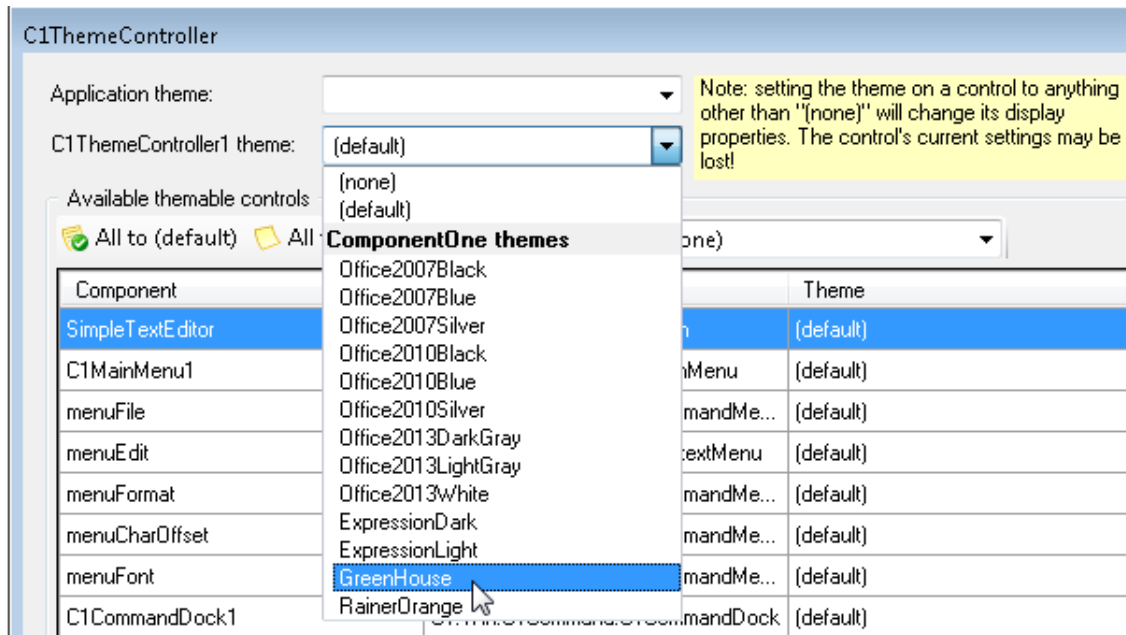 C1ThemeController
Application theme:
Note: setting the theme on a control to anything
other than "(none)" will change its display
properties. The control's current settings may be
lost!
C1ThemeController1 theme:
(default)
(none)
(default)
ComponentOne themes
Office2007Black
Office2007Blue
Office2007Silver
Office2010Black
Office2010Blue
Office2010Silver
Office2013DarkGray
Office2013LightGray
Office2013White
ExpressionDark
ExpressionLight
GreenHouse
RainerOrange
Available themable controls
All to (default) All
one)
Component Theme
SimpleTextEditor (default)
C1MainMenu1 Menu (default)
menuFile mandMe... (default)
menuEdit textMenu (default)
menuFormat mandMe... (default)
menuCharOffset mandMe... (default)
menuFont mandMe... (default)
C1CommandDock1 mandDock (default)